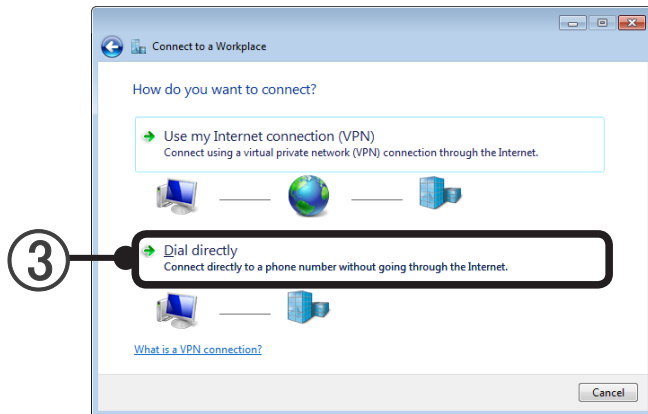 Connect to a Workplace
How do you want to connect?
Use my Internet connection (VPN)
Connect using a virtual private network (VPN) connection through the Internet.
3
Dial directly
Connect directly to a phone number without going through the Internet.
What is a VPN connection?
Cancel